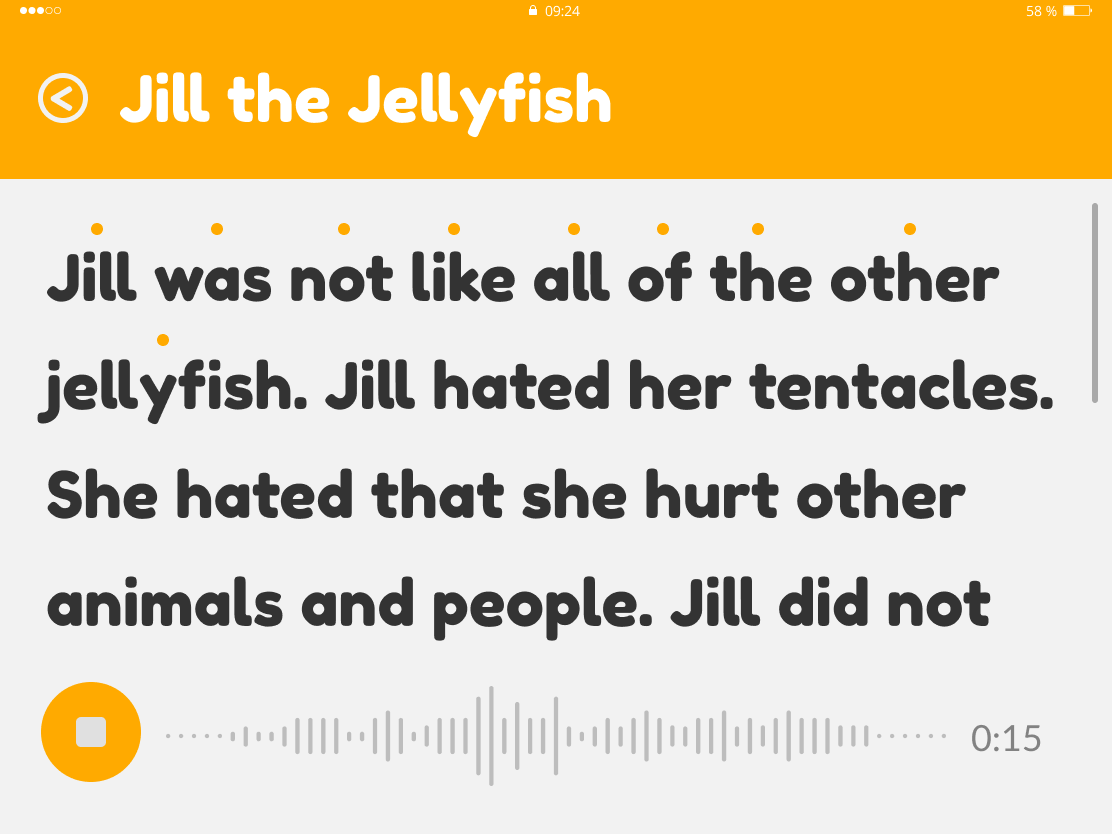 09:24
58 %
Jill the Jellyfish
Jill was not like all of the other
jellyfish. Jill hated her tentacles.
She hated that she hurt other
animals and people. Jill did not
0:15